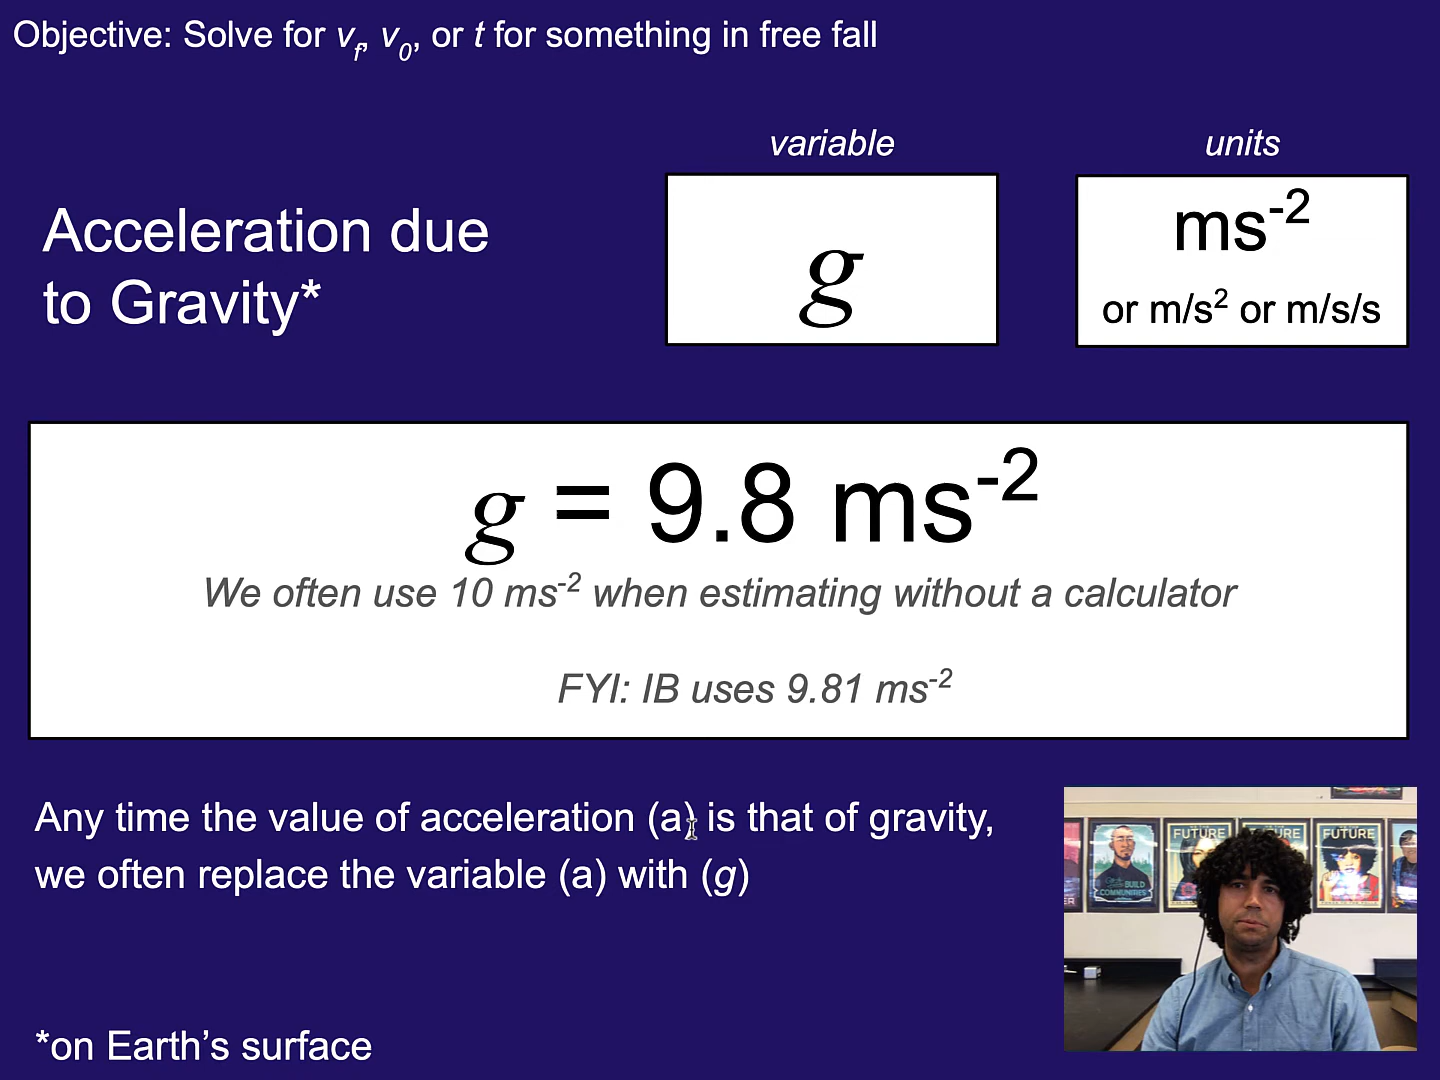 Objective: Solve for vf, v0, or t for something in free fall
variable
units
Acceleration due
to Gravity*
g
ms-2
or m/s2 or m/s/s
g = 9.8 ms-2
We often use 10 ms-2 when estimating without a calculator
FYI: IB uses 9.81 ms-2
Any time the value of acceleration (a) is that of gravity,
we often replace the variable (a) with (g)
BUILD
COMMUNITIES
FUTURE
FUTURE
*on Earth’s surface